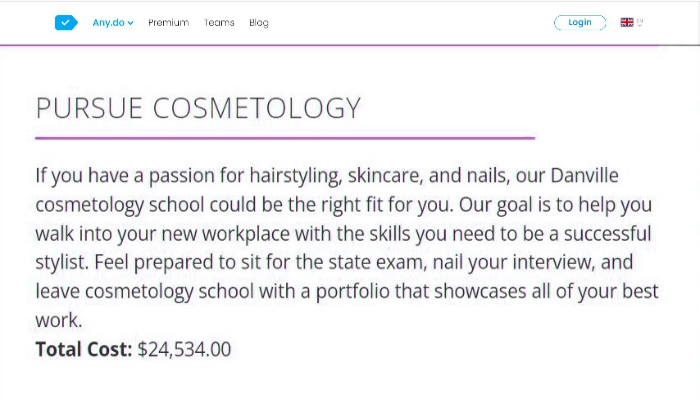 Any.do Premium Teams Blog Login EN
PURSUE COSMETOLOGY
If you have a passion for hairstyling, skincare, and nails, our Danville
cosmetology school could be the right fit for you. Our goal is to help you
walk into your new workplace with the skills you need to be a successful
stylist. Feel prepared to sit for the state exam, nail your interview, and
leave cosmetology school with a portfolio that showcases all of your best
work.
Total Cost: $24,534.00